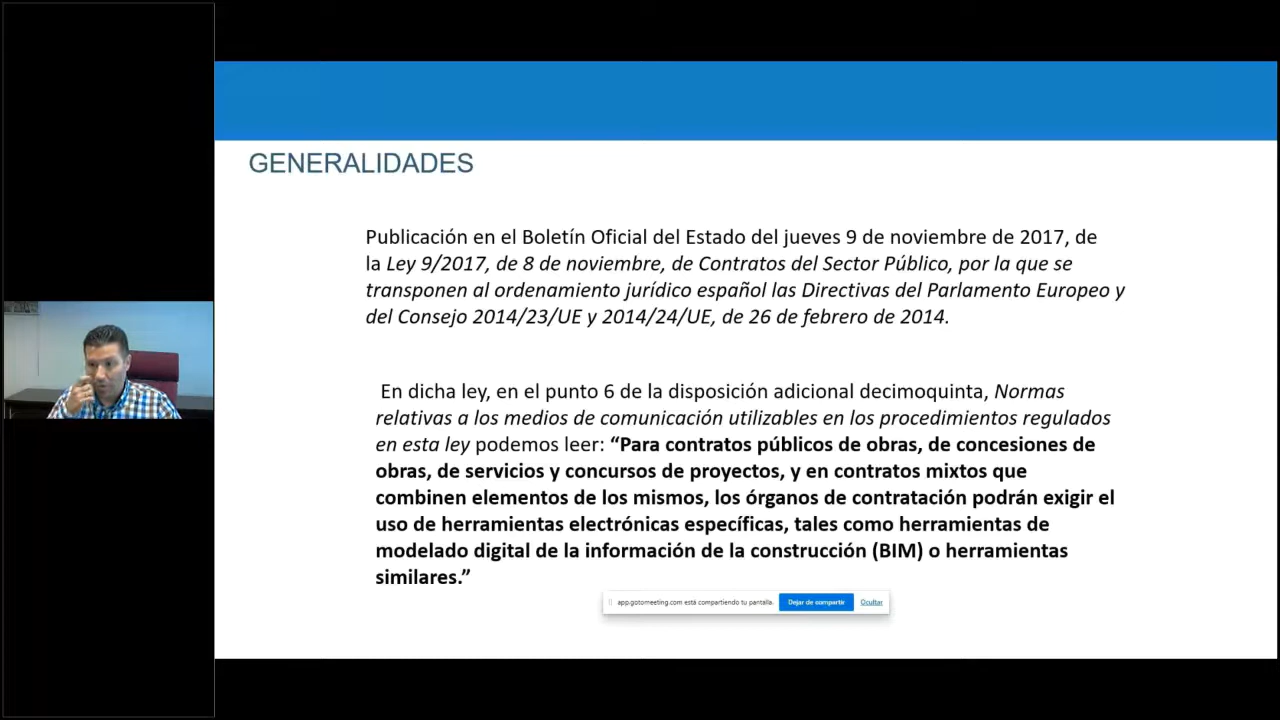 GENERALIDADES
Publicación en el Boletín Oficial del Estado del jueves 9 de noviembre de 2017, de
la Ley 9/2017, de 8 de noviembre, de Contratos del Sector Público, por la que se
transponen al ordenamiento jurídico español las Directivas del Parlamento Europeo y
del Consejo 2014/23/UE y 2014/24/UE, de 26 de febrero de 2014.
En dicha ley, en el punto 6 de la disposición adicional decimoquinta, Normas
relativas a los medios de comunicación utilizables en los procedimientos regulados
en esta ley podemos leer: “Para contratos públicos de obras, de concesiones de
obras, de servicios y concursos de proyectos, y en contratos mixtos que
combinen elementos de los mismos, los órganos de contratación podrán exigir el
uso de herramientas electrónicas específicas, tales como herramientas de
modelado digital de la información de la construcción (BIM) o herramientas
similares.”
app.gotomeeting.com está compartiendo tu pantalla. Dejar de compartir Ocultar